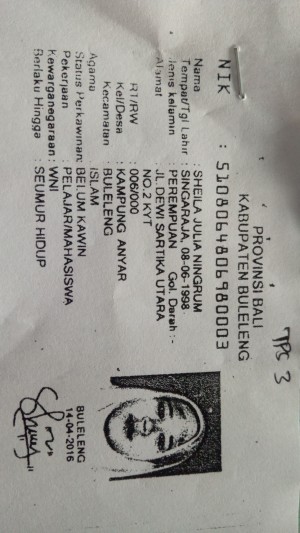 TPS 3
PROVINSI BALI
KABUPATEN BULELENG
NIK : 5108064806980003
Nama : SHEILA JULIA NINGRUM
Tempat/Tgl Lahir : SINGARAJA, 08-06-1998
Jenis kelamin : PEREMPUAN Gol. Darah :-
Alamat : JL DEWI SARTIKA UTARA
NO.2 KYT
RT/RW : 006/000
Kel/Desa : KAMPUNG ANYAR
Kecamatan : BULELENG
Agama : ISLAM
Status Perkawinan: BELUM KAWIN
Pekerjaan : PELAJAR/MAHASISWA
Kewarganegaraan : WNI
Berlaku Hingga : SEUMUR HIDUP
BULELENG
14-04-2016